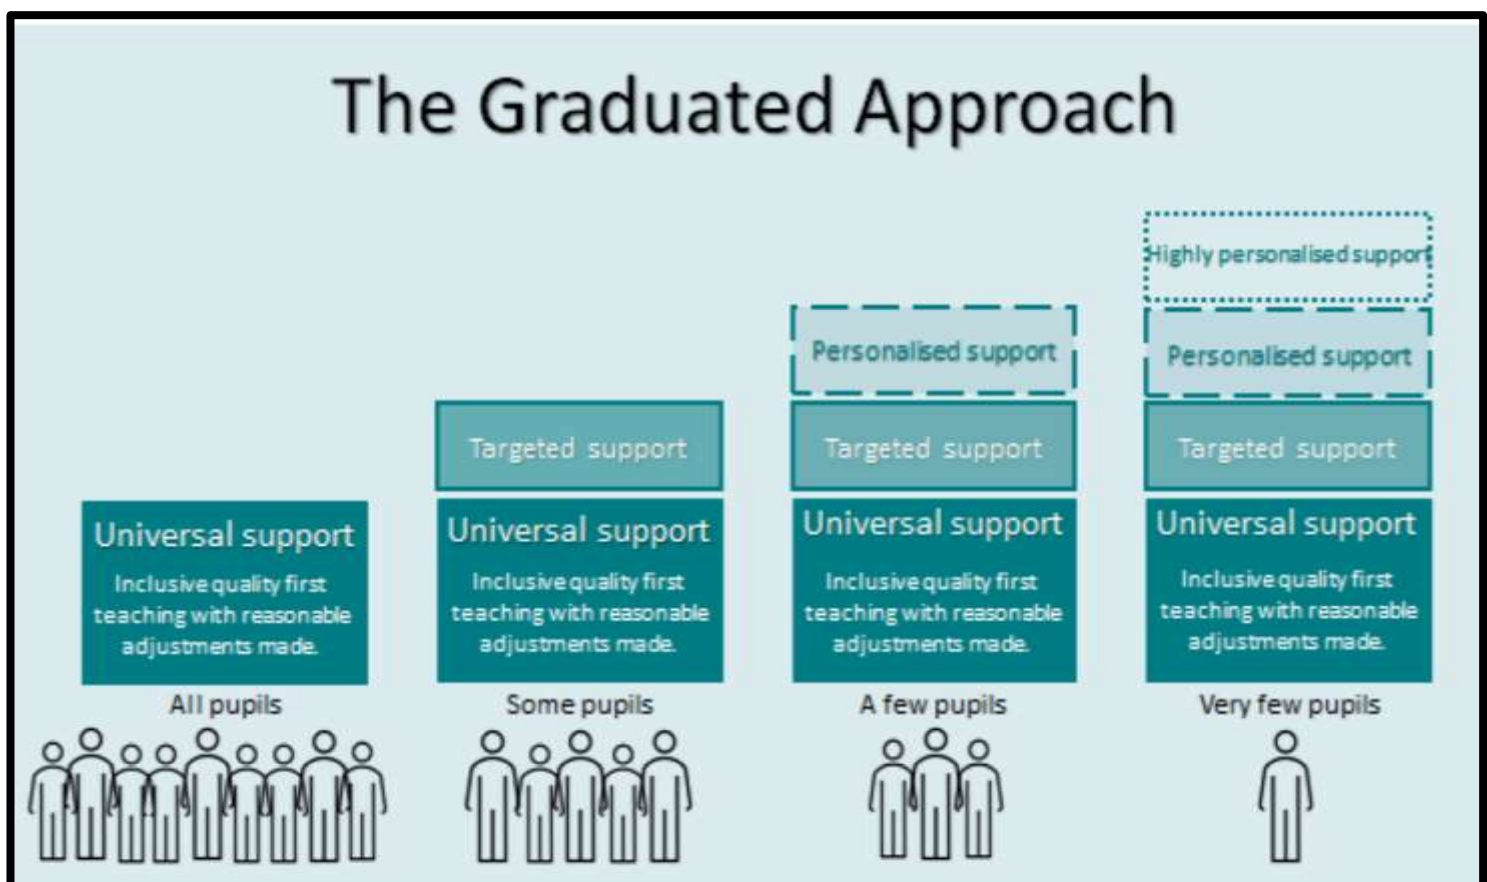 The Graduated Approach
Highly personalised support
Personalised support
Personalised support
Targeted support
Targeted support
Targeted support
Universal support
Inclusive quality first
teaching with reasonable
adjustments made.
Universal support
Inclusive quality first
teaching with reasonable
adjustments made.
Universal support
Inclusive quality first
teaching with reasonable
adjustments made.
Universal support
Inclusive quality first
teaching with reasonable
adjustments made.
All pupils
Some pupils
A few pupils
Very few pupils